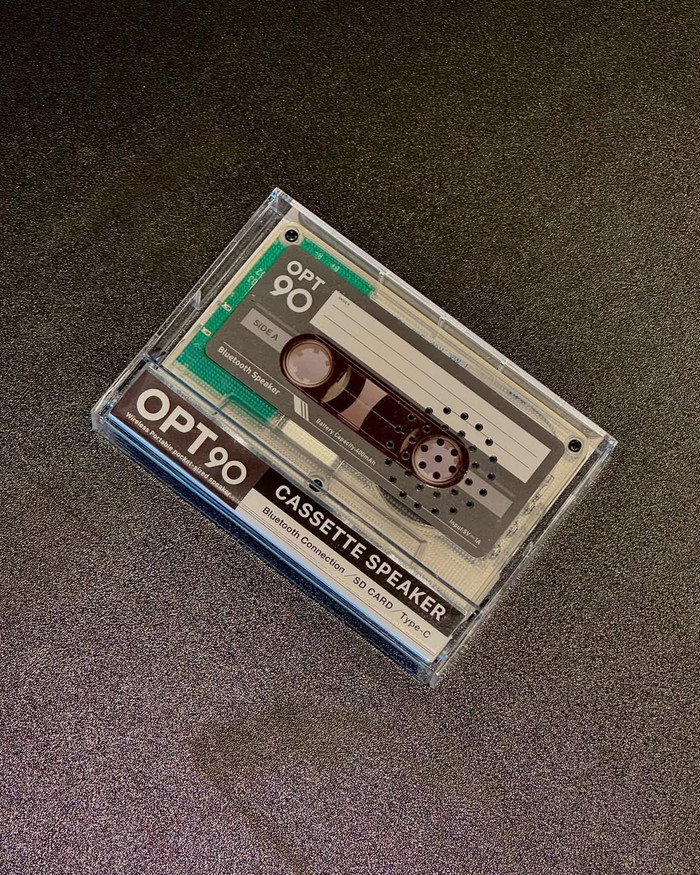 OPT
90
INDEX
SIDE A
Bluetooth Speaker
Battery Capacity:400mAh
Input:5V⎓1A
OPT90
Wireless Portable pocket-sized speaker
CASSETTE SPEAKER
Bluetooth Connection / SD CARD / Type-C